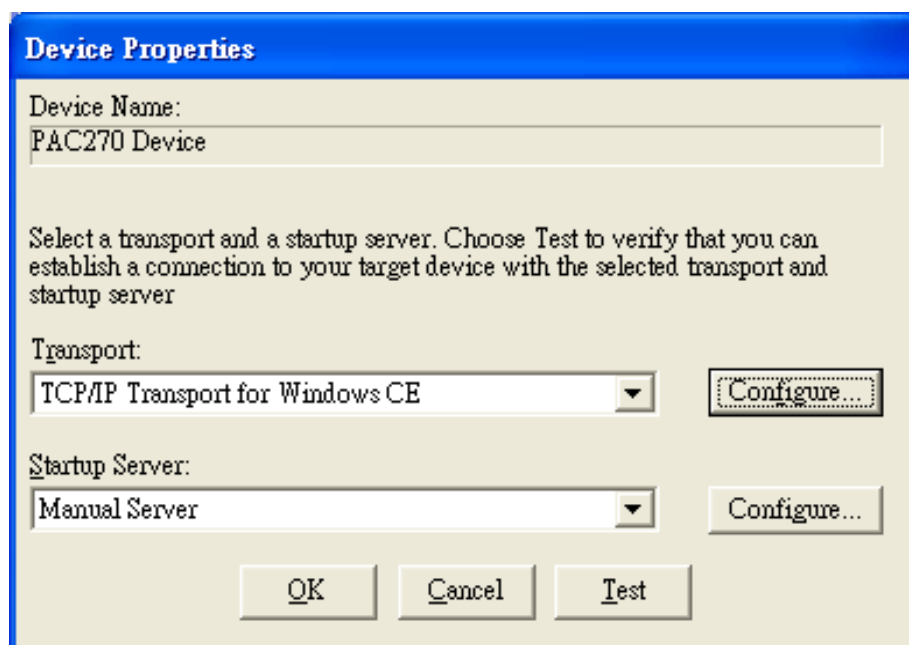 Device Properties
Device Name:
PAC270 Device
Select a transport and a startup server. Choose Test to verify that you can
establish a connection to your target device with the selected transport and
startup server
Transport:
TCP/IP Transport for Windows CE
Configure...
Startup Server:
Manual Server
Configure...
OK Cancel Test